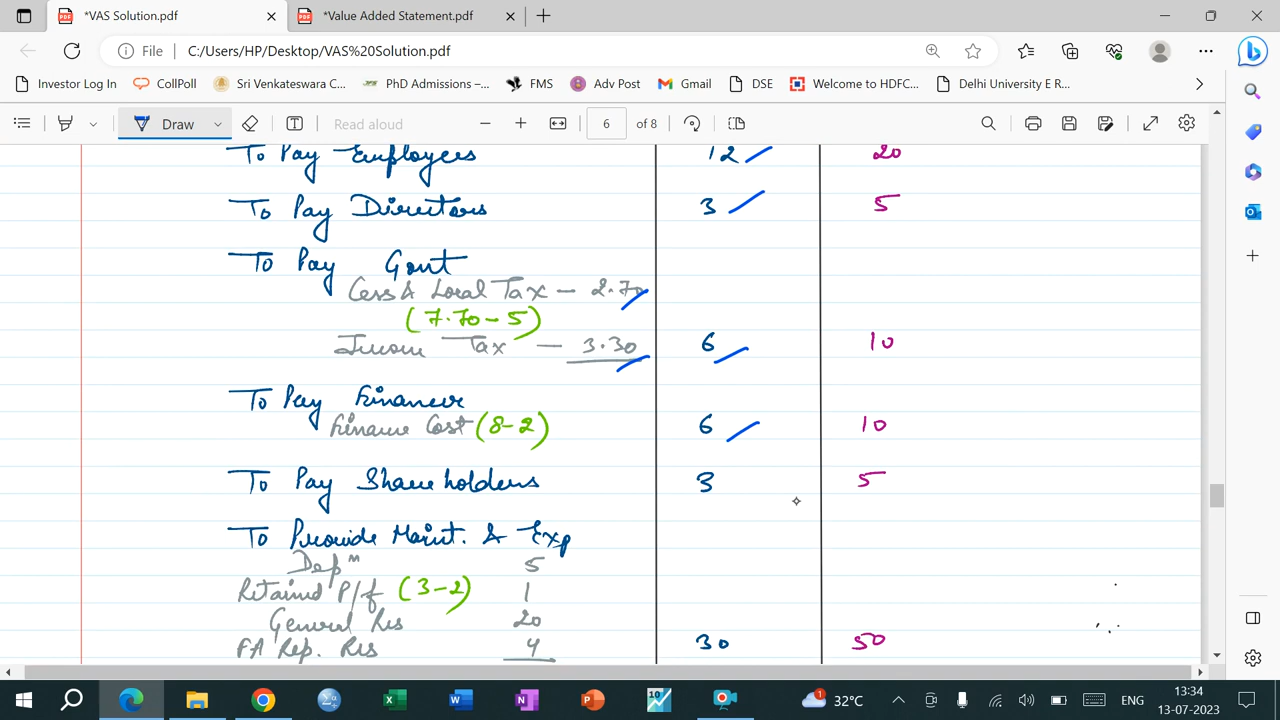 *VAS Solution.pdf
*Value Added Statement.pdf
File C:/Users/HP/Desktop/VAS%20Solution.pdf
Investor Log In CollPoll Sri Venkateswara C... PhD Admissions –... FMS Adv Post Gmail DSE Welcome to HDFC... Delhi University E R...
Draw Read aloud 6 of 8
To Pay Employees 12 20
To Pay Directors 3 5
To Pay Govt
Cess & Local Tax — 2.70
(7.70 – 5)
Income Tax — 3.30 6 10
To Pay Financer
Finance Cost (8-2) 6 10
To Pay Shareholders 3 5
To Provide Maint. & Exp
Depn 5
Retained P/f (3-2) 1
General Res 20
FA Rep. Res 4 30 50
10 1 32°C ENG 13:34
13-07-2023